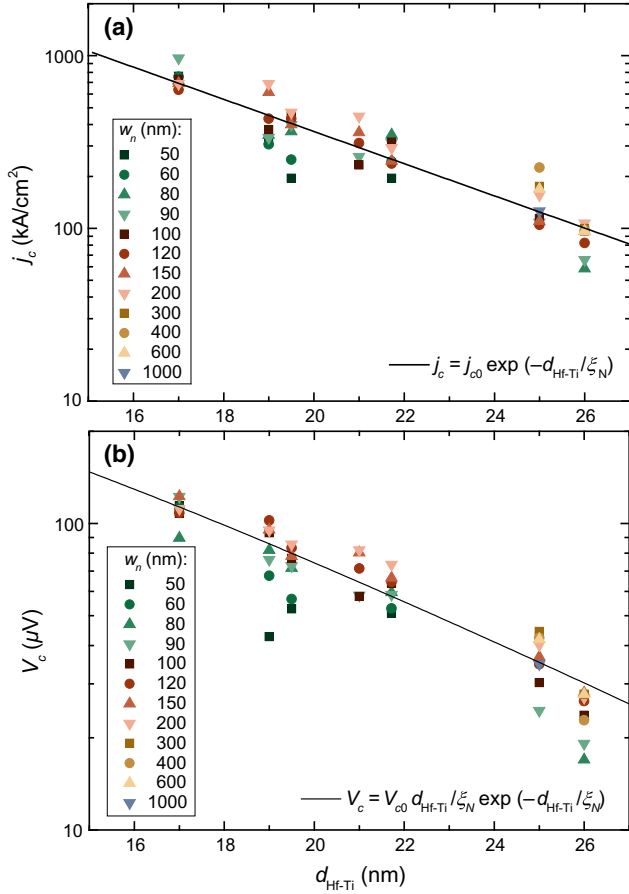 (a)
1000
100
10
j_c (kA/cm²)
w_n (nm):
50
60
80
90
100
120
150
200
300
400
600
1000
j_c = j_c0 exp (−d_Hf-Ti/ξ_N)
16 18 20 22 24 26
(b)
100
10
V_c (µV)
w_n (nm):
50
60
80
90
100
120
150
200
300
400
600
1000
V_c = V_c0 d_Hf-Ti/ξ_N exp (−d_Hf-Ti/ξ_N)
16 18 20 22 24 26
d_Hf-Ti (nm)